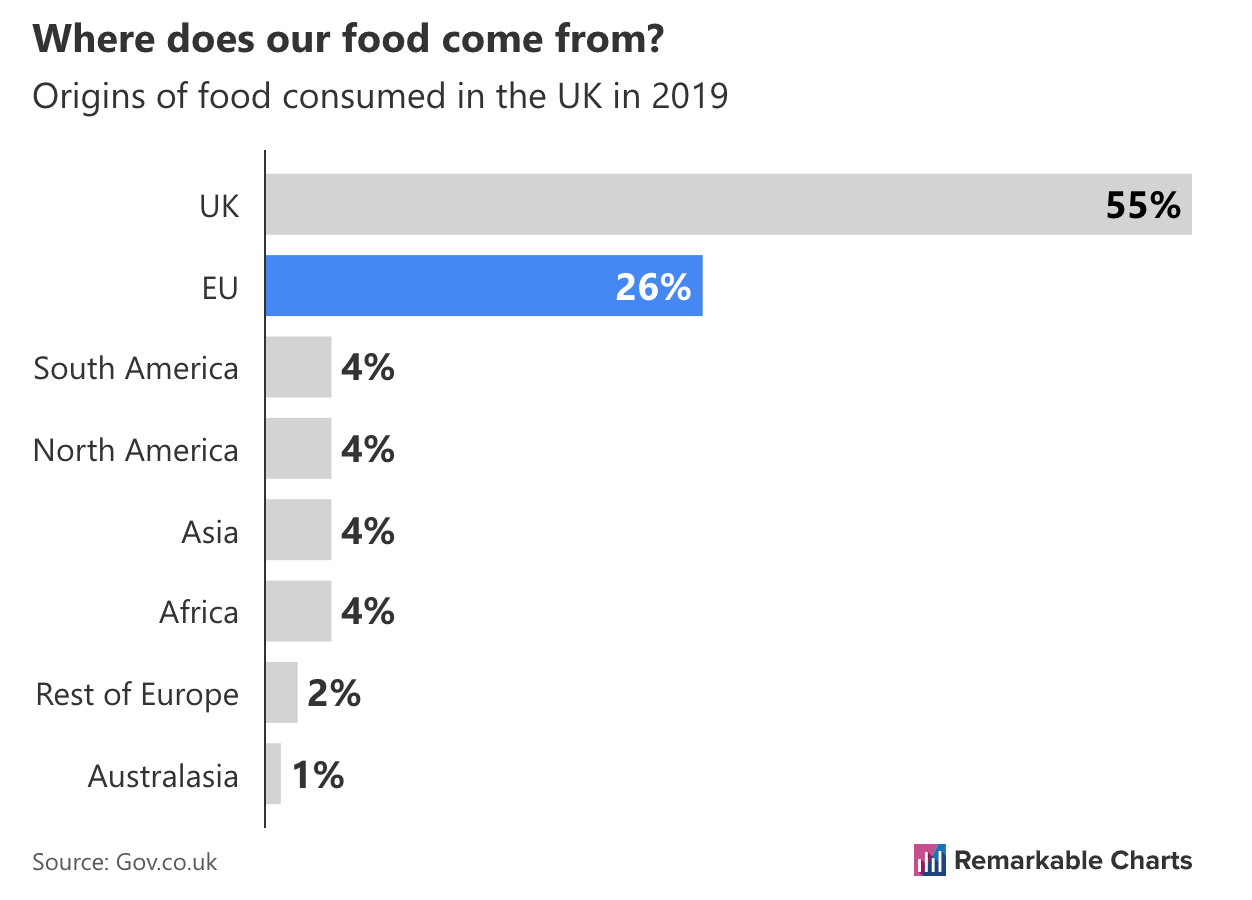 Where does our food come from?
Origins of food consumed in the UK in 2019
UK 55%
EU 26%
South America 4%
North America 4%
Asia 4%
Africa 4%
Rest of Europe 2%
Australasia 1%
Source: Gov.co.uk
Remarkable Charts